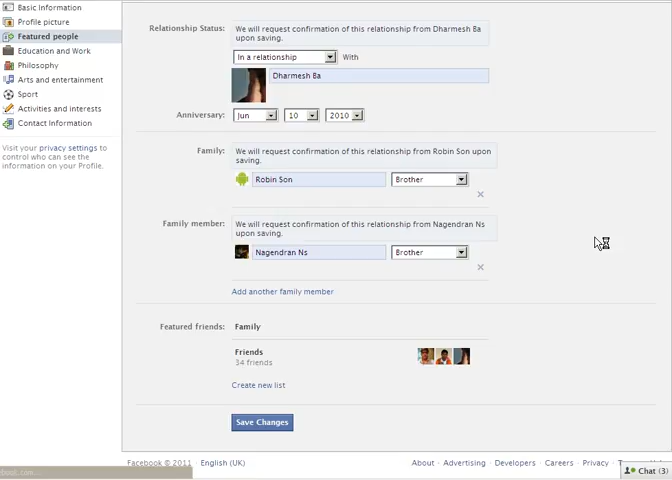 Basic Information
Profile picture
Featured people
Education and Work
Philosophy
Arts and entertainment
Sport
Activities and interests
Contact Information
Visit your privacy settings to
control who can see the
information on your Profile.
Relationship Status:
We will request confirmation of this relationship from Dharmesh Ba
upon saving.
In a relationship
With
Dharmesh Ba
Anniversary:
Jun
10
2010
Family:
We will request confirmation of this relationship from Robin Son upon
saving.
Robin Son
Brother
Family member:
We will request confirmation of this relationship from Nagendran Ns
upon saving.
Nagendran Ns
Brother
Add another family member
Featured friends:
Family
Friends
34 friends
Create new list
Save Changes
Facebook © 2011 · English (UK)
About · Advertising · Developers · Careers · Privacy ·
Chat (3)